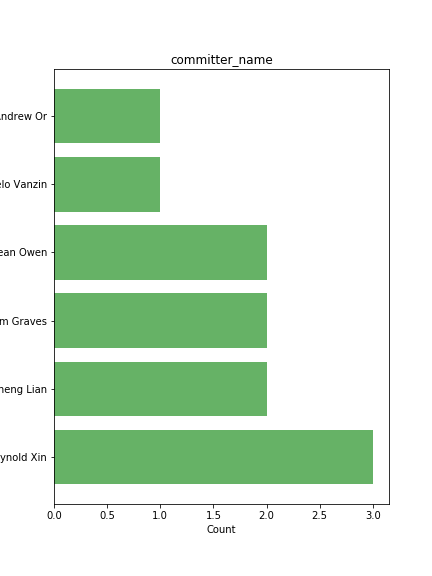 committer_name
Andrew Or
elo Vanzin
ean Owen
m Graves
heng Lian
ynold Xin
0.0 0.5 1.0 1.5 2.0 2.5 3.0
Count